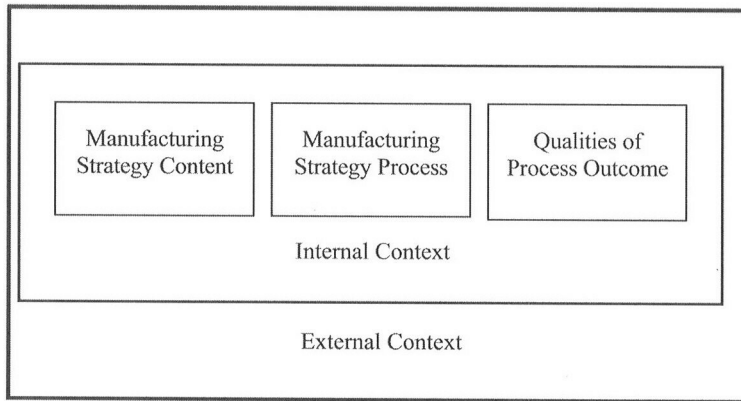 Manufacturing
Strategy Content
Manufacturing
Strategy Process
Qualities of
Process Outcome
Internal Context
External Context